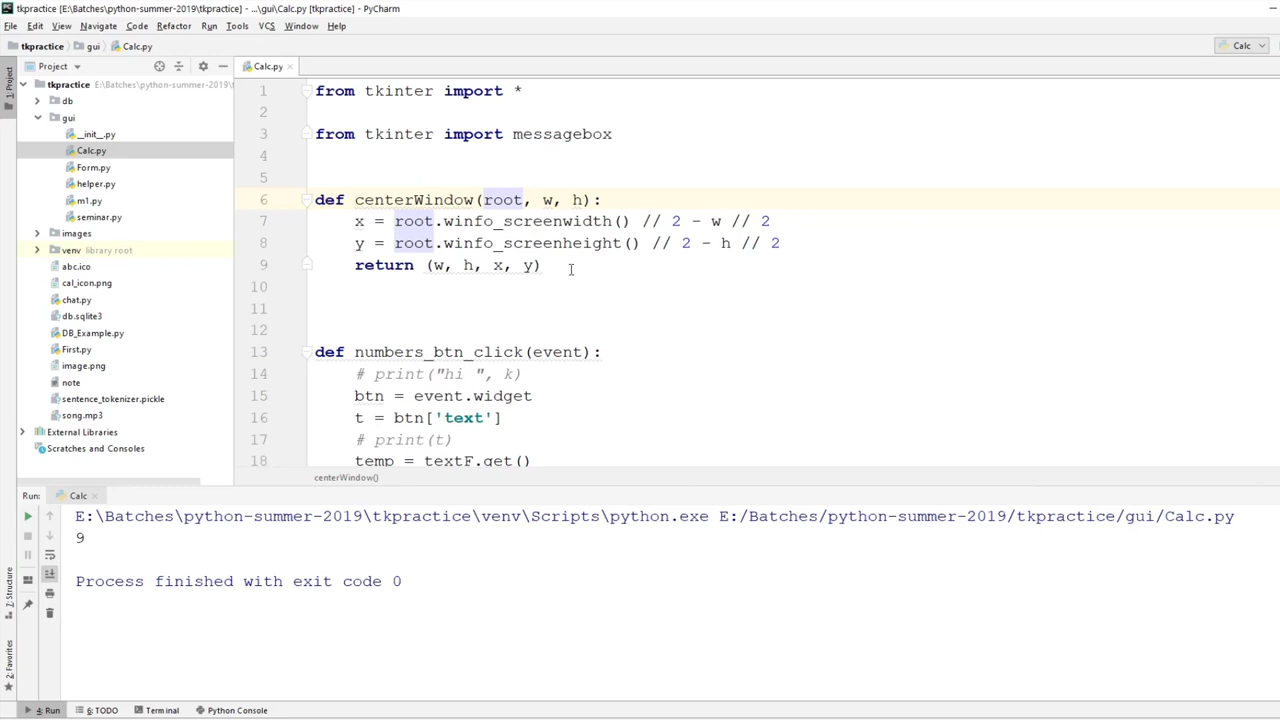 tkpractice [E:\Batches\python-summer-2019\tkpractice] - ...\gui\Calc.py [tkpractice] - PyCharm
File Edit View Navigate Code Refactor Run Tools VCS Window Help
tkpractice gui Calc.py Calc
1: Project
Project
Calc.py
tkpractice E:\Batches\python-summer-2019\t
db
gui
__init__.py
Calc.py
Form.py
helper.py
m1.py
seminar.py
images
venv library root
abc.ico
cal_icon.png
chat.py
db.sqlite3
DB_Example.py
First.py
image.png
note
sentence_tokenizer.pickle
song.mp3
External Libraries
Scratches and Consoles
1 from tkinter import *
2
3 from tkinter import messagebox
4
5
6 def centerWindow(root, w, h):
7 x = root.winfo_screenwidth() // 2 - w // 2
8 y = root.winfo_screenheight() // 2 - h // 2
9 return (w, h, x, y)
10
11
12
13 def numbers_btn_click(event):
14 # print("hi ", k)
15 btn = event.widget
16 t = btn['text']
17 # print(t)
18 temp = textF.get()
centerWindow()
Run: Calc
E:\Batches\python-summer-2019\tkpractice\venv\Scripts\python.exe E:/Batches/python-summer-2019/tkpractice/gui/Calc.py
9
Process finished with exit code 0
7: Structure
2: Favorites
4: Run 6: TODO Terminal Python Console